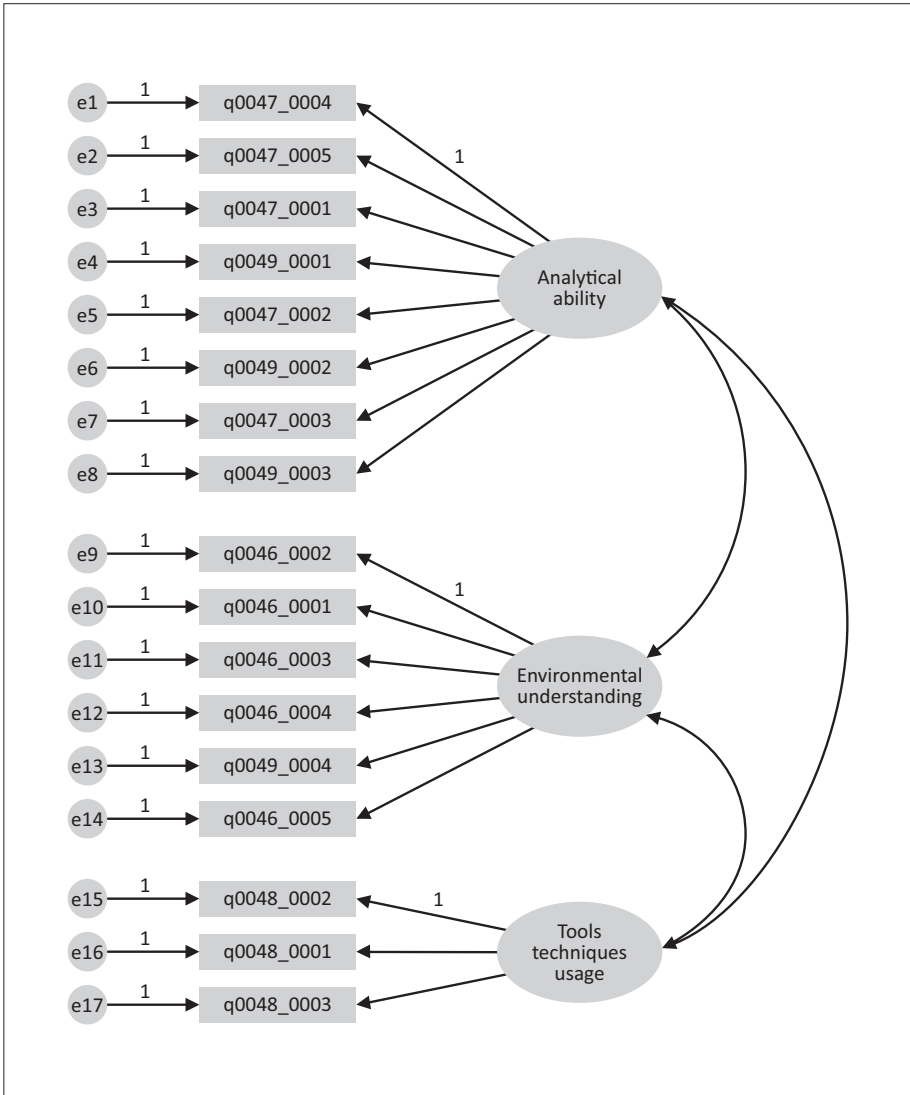 e1 1 q0047_0004
e2 1 q0047_0005
1
e3 1 q0047_0001
e4 1 q0049_0001
Analytical
ability
e5 1 q0047_0002
e6 1 q0049_0002
e7 1 q0047_0003
e8 1 q0049_0003
e9 1 q0046_0002
1
e10 1 q0046_0001
e11 1 q0046_0003
Environmental
understanding
e12 1 q0046_0004
e13 1 q0049_0004
e14 1 q0046_0005
e15 1 q0048_0002
1
e16 1 q0048_0001
Tools
techniques
usage
e17 1 q0048_0003